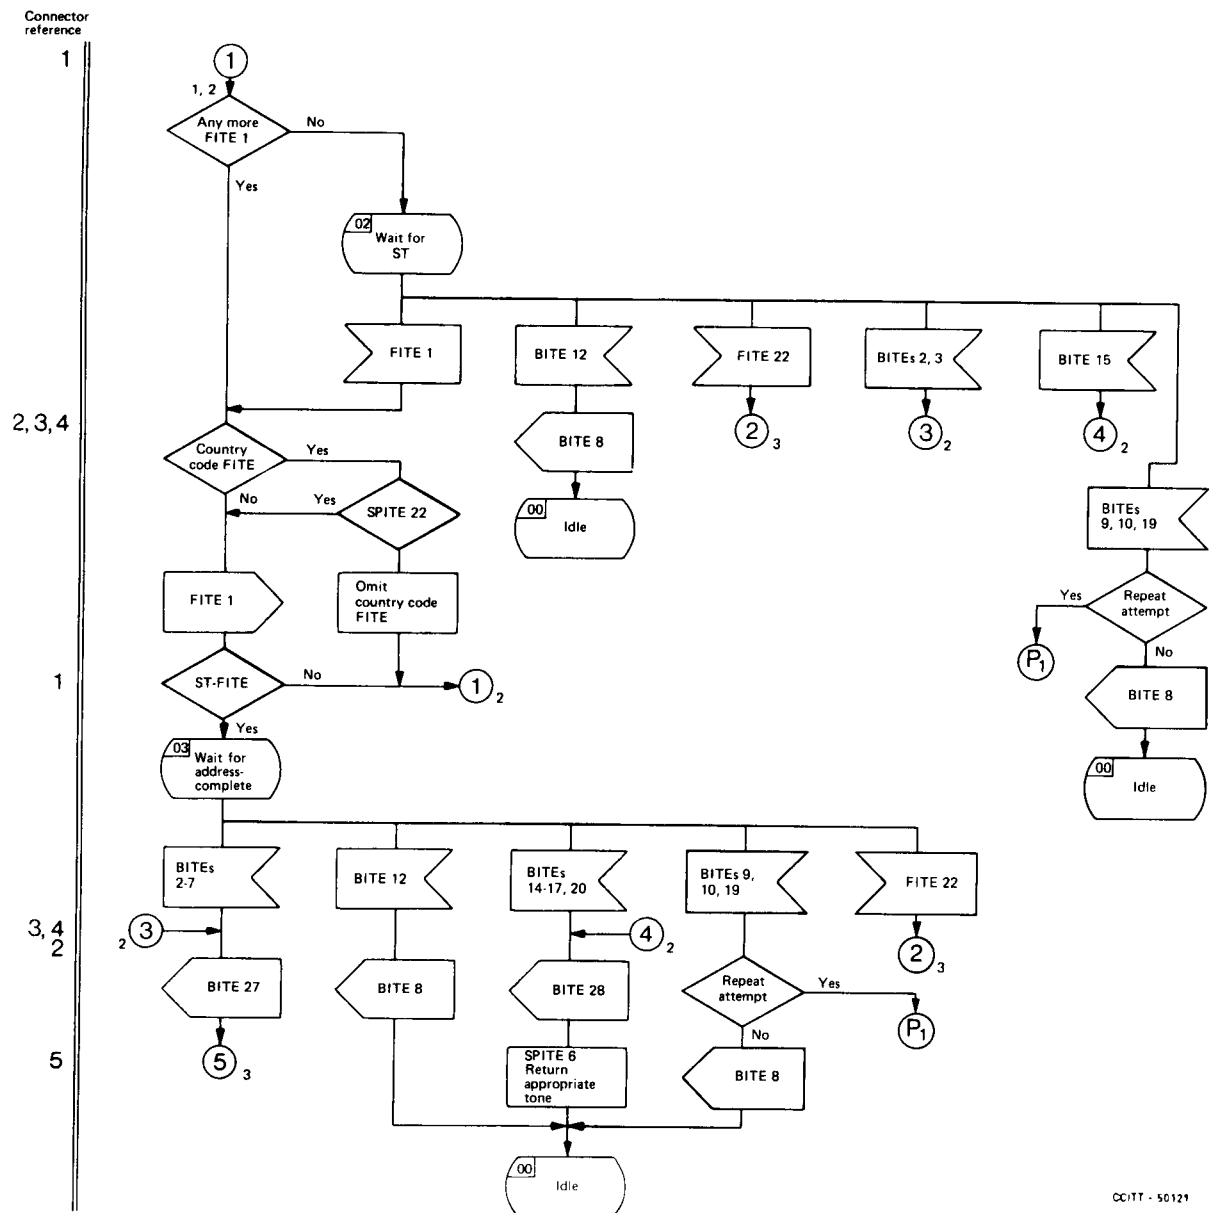 Connector
reference
1
1
1, 2
Any more
FITE 1
No
Yes
02
Wait for
ST
FITE 1
BITE 12
FITE 22
BITEs 2, 3
BITE 15
2, 3, 4
Country
code FITE
Yes
BITE 8
2
3
3
2
4
2
No
Yes
SPITE 22
00
Idle
BITEs
9, 10, 19
FITE 1
Omit
country code
FITE
Yes
Repeat
attempt
P1
No
1
ST-FITE
No
1
2
BITE 8
Yes
03
Wait for
address-
complete
00
Idle
BITEs
2-7
BITE 12
BITEs
14-17, 20
BITEs 9,
10, 19
FITE 22
3, 4
2
2
3
4
2
2
3
BITE 27
BITE 8
BITE 28
Repeat
attempt
Yes
P1
No
5
5
3
SPITE 6
Return
appropriate
tone
BITE 8
00
Idle
CCITT - 50121